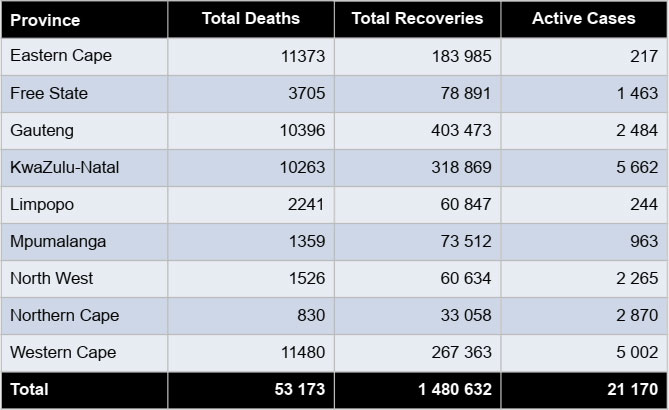 Province Total Deaths Total Recoveries Active Cases
Eastern Cape 11373 183 985 217
Free State 3705 78 891 1 463
Gauteng 10396 403 473 2 484
KwaZulu-Natal 10263 318 869 5 662
Limpopo 2241 60 847 244
Mpumalanga 1359 73 512 963
North West 1526 60 634 2 265
Northern Cape 830 33 058 2 870
Western Cape 11480 267 363 5 002
Total 53 173 1 480 632 21 170